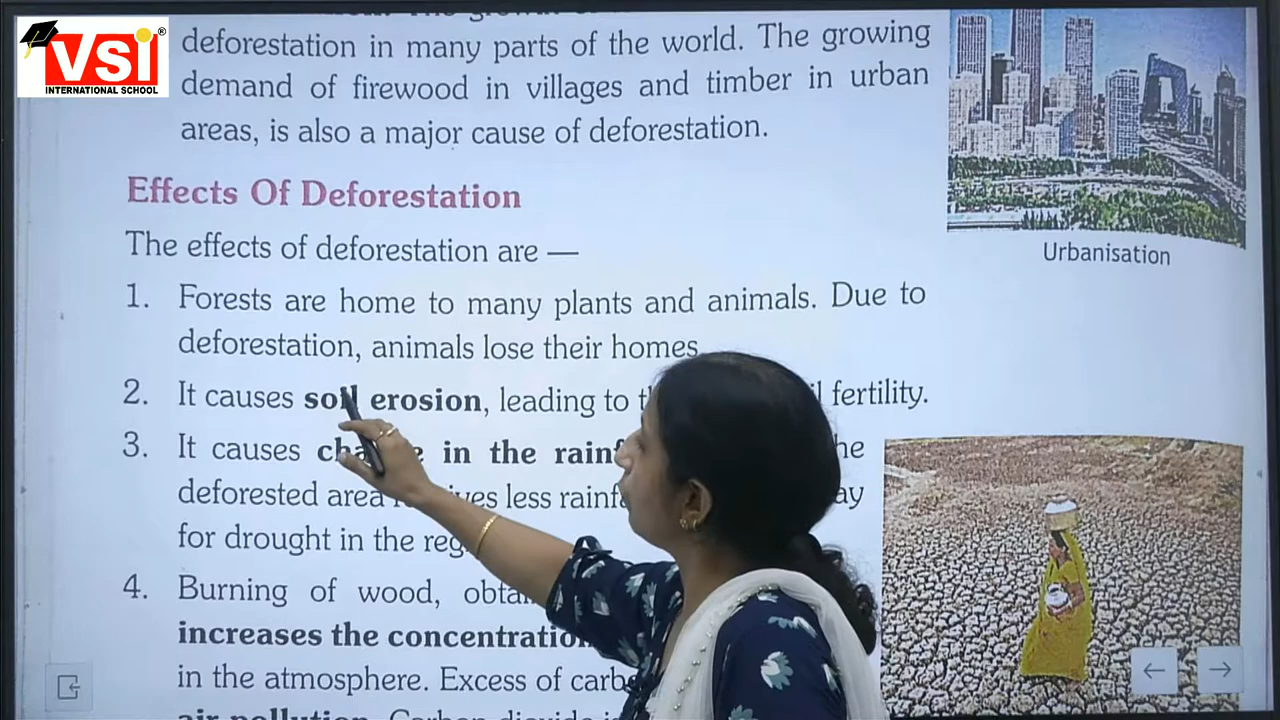 VSI
INTERNATIONAL SCHOOL
®
deforestation in many parts of the world. The growing
demand of firewood in villages and timber in urban
areas, is also a major cause of deforestation.
Urbanisation
Effects Of Deforestation
The effects of deforestation are —
1. Forests are home to many plants and animals. Due to
deforestation, animals lose their homes
2. It causes soil erosion, leading to fertility.
3. It causes in the
deforested area less
for drought in the
4. Burning of wood,
increases the
in the atmosphere. Excess of
air pollution. Carbon dioxide